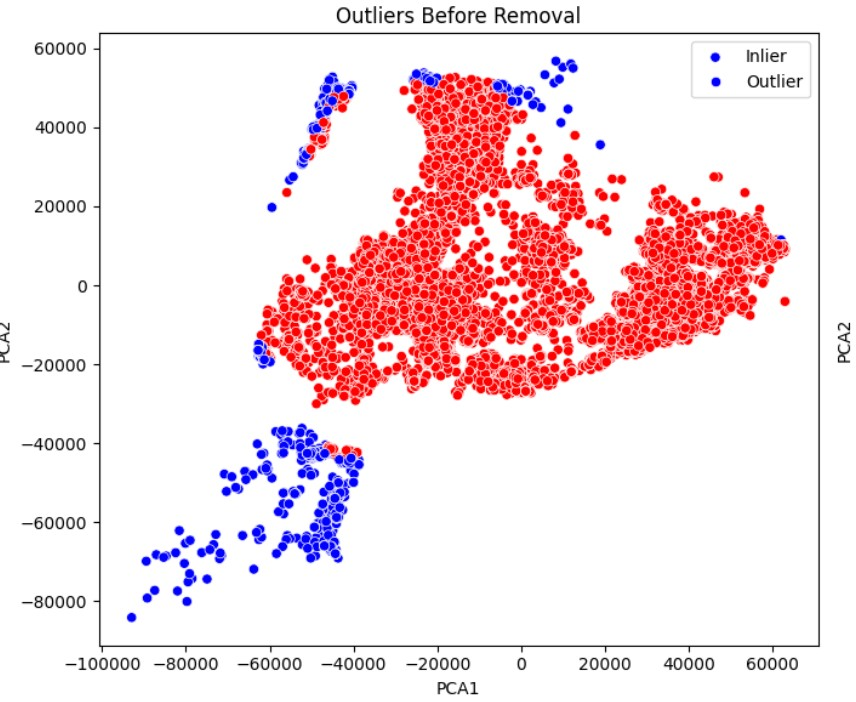 Outliers Before Removal
Inlier
Outlier
60000
40000
20000
0
−20000
−40000
−60000
−80000
PCA2
PCA2
−100000 −80000 −60000 −40000 −20000 0 20000 40000 60000
PCA1